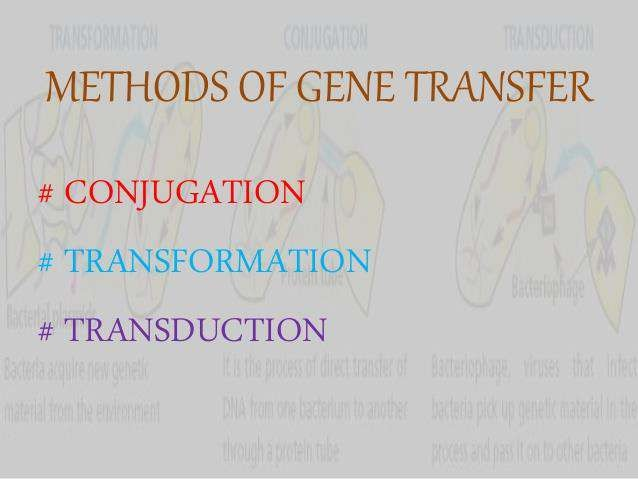 TRANSFORMATION CONJUGATION TRANSDUCTION
METHODS OF GENE TRANSFER
# CONJUGATION
# TRANSFORMATION
# TRANSDUCTION
Protein tube
Bacteriophage
Bacterial
Bacteria acquire new genetic
material from the environment
It is the process of direct transfer of
DNA from one bacterium to another
through a protein tube
Bacteriophage, viruses that infect
bacteria pick up genetic material in the
process and pass it on to other bacteria